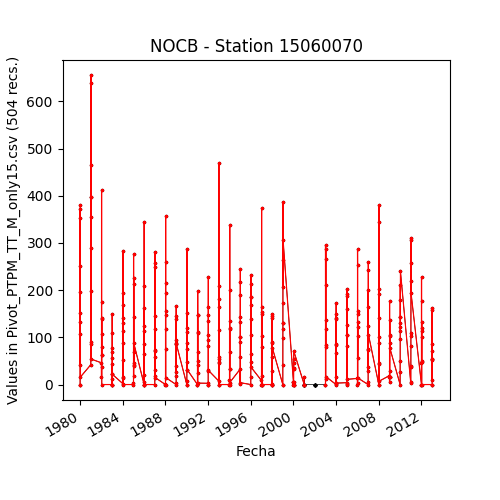 NOCB - Station 15060070
Values in Pivot_PTPM_TT_M_only15.csv (504 recs.)
600
500
400
300
200
100
0
1980 1984 1988 1992 1996 2000 2004 2008 2012
Fecha